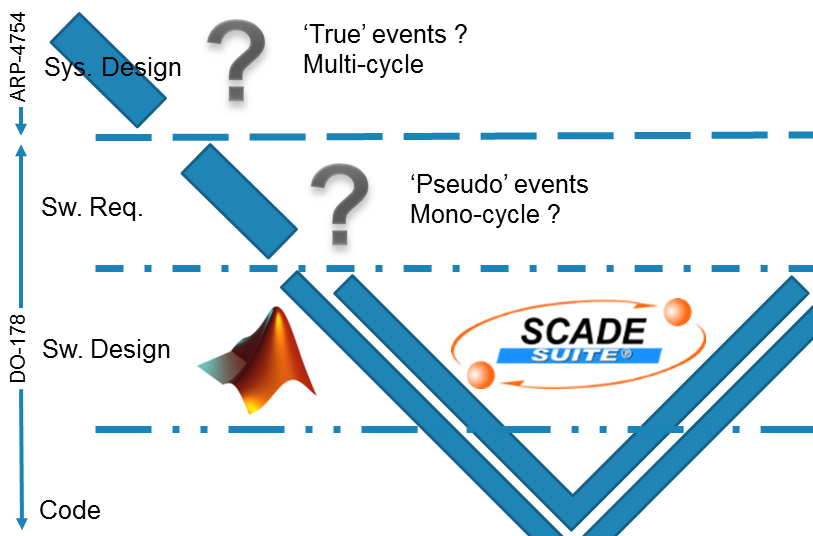 ARP-4754
Sys. Design
?
‘True’ events ?
Multi-cycle
DO-178
Sw. Req.
?
‘Pseudo’ events
Mono-cycle ?
Sw. Design
SCADE
SUITE®
Code